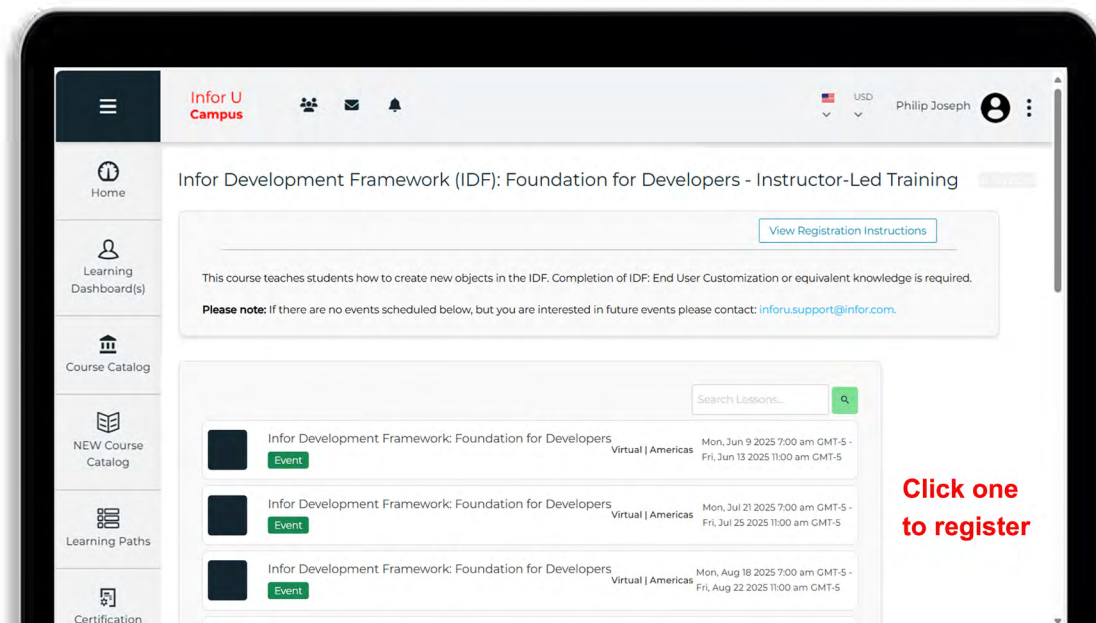 Infor U
Campus
USD
Philip Joseph
Home
Learning
Dashboard(s)
Course Catalog
NEW Course
Catalog
Learning Paths
Certification
Infor Development Framework (IDF): Foundation for Developers - Instructor-Led Training
View Registration Instructions
This course teaches students how to create new objects in the IDF. Completion of IDF: End User Customization or equivalent knowledge is required.
Please note: If there are no events scheduled below, but you are interested in future events please contact: inforu.support@infor.com.
Search Lessons...
Infor Development Framework: Foundation for Developers
Event
Virtual | Americas
Mon, Jun 9 2025 7:00 am GMT-5 -
Fri, Jun 13 2025 11:00 am GMT-5
Infor Development Framework: Foundation for Developers
Event
Virtual | Americas
Mon, Jul 21 2025 7:00 am GMT-5 -
Fri, Jul 25 2025 11:00 am GMT-5
Infor Development Framework: Foundation for Developers
Event
Virtual | Americas
Mon, Aug 18 2025 7:00 am GMT-5 -
Fri, Aug 22 2025 11:00 am GMT-5
Click one
to register